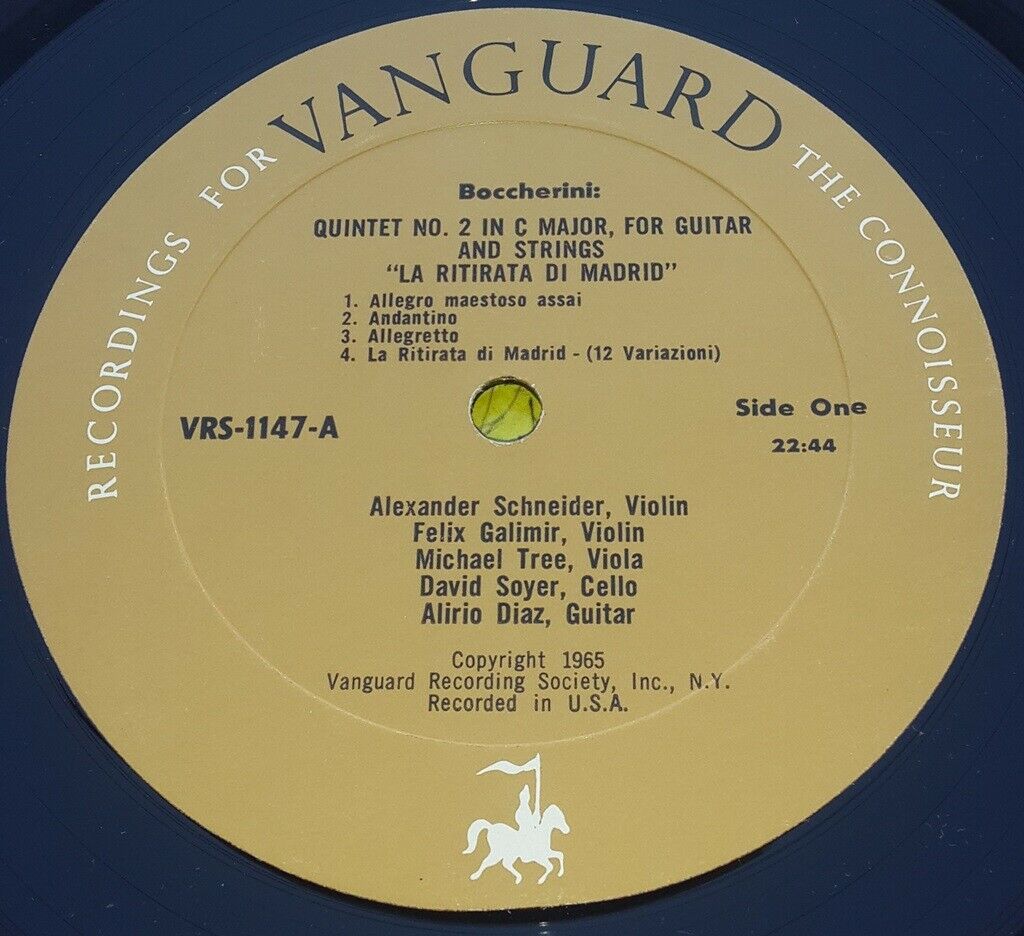 RECORDINGS FOR VANGUARD THE CONNOISSEUR
Boccherini:
QUINTET NO. 2 IN C MAJOR, FOR GUITAR
AND STRINGS
"LA RITIRATA DI MADRID"
1. Allegro maestoso assai
2. Andantino
3. Allegretto
4. La Ritirata di Madrid - (12 Variazioni)
VRS-1147-A
Side One
22:44
Alexander Schneider, Violin
Felix Galimir, Violin
Michael Tree, Viola
David Soyer, Cello
Alirio Diaz, Guitar
Copyright 1965
Vanguard Recording Society, Inc., N.Y.
Recorded in U.S.A.